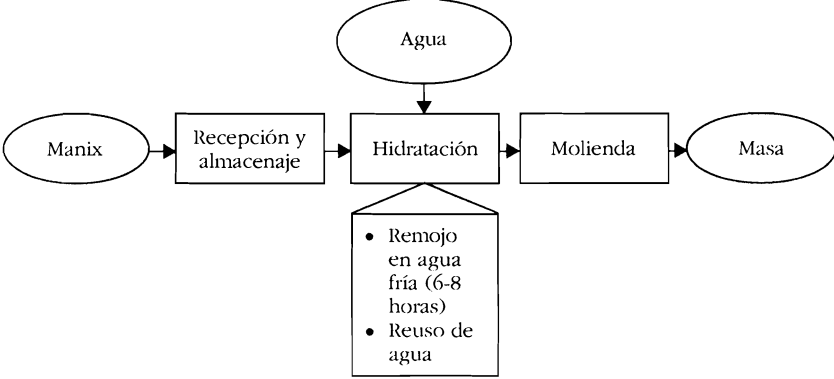 Agua
Manix
Recepción y
almacenaje
Hidratación
Molienda
Masa
• Remojo
en agua
fría (6-8
horas)
• Reuso de
agua